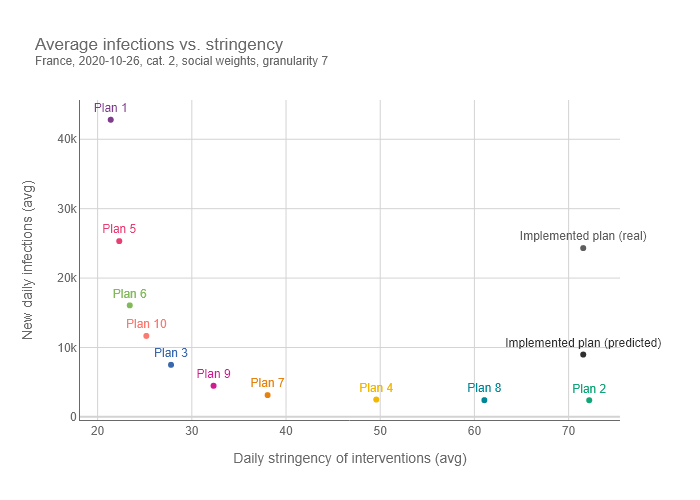 Average infections vs. stringency
France, 2020-10-26, cat. 2, social weights, granularity 7
New daily infections (avg)
40k
30k
20k
10k
0
Plan 1
Plan 5
Implemented plan (real)
Plan 6
Plan 10
Implemented plan (predicted)
Plan 3
Plan 9
Plan 7
Plan 4
Plan 8
Plan 2
20
30
40
50
60
70
Daily stringency of interventions (avg)